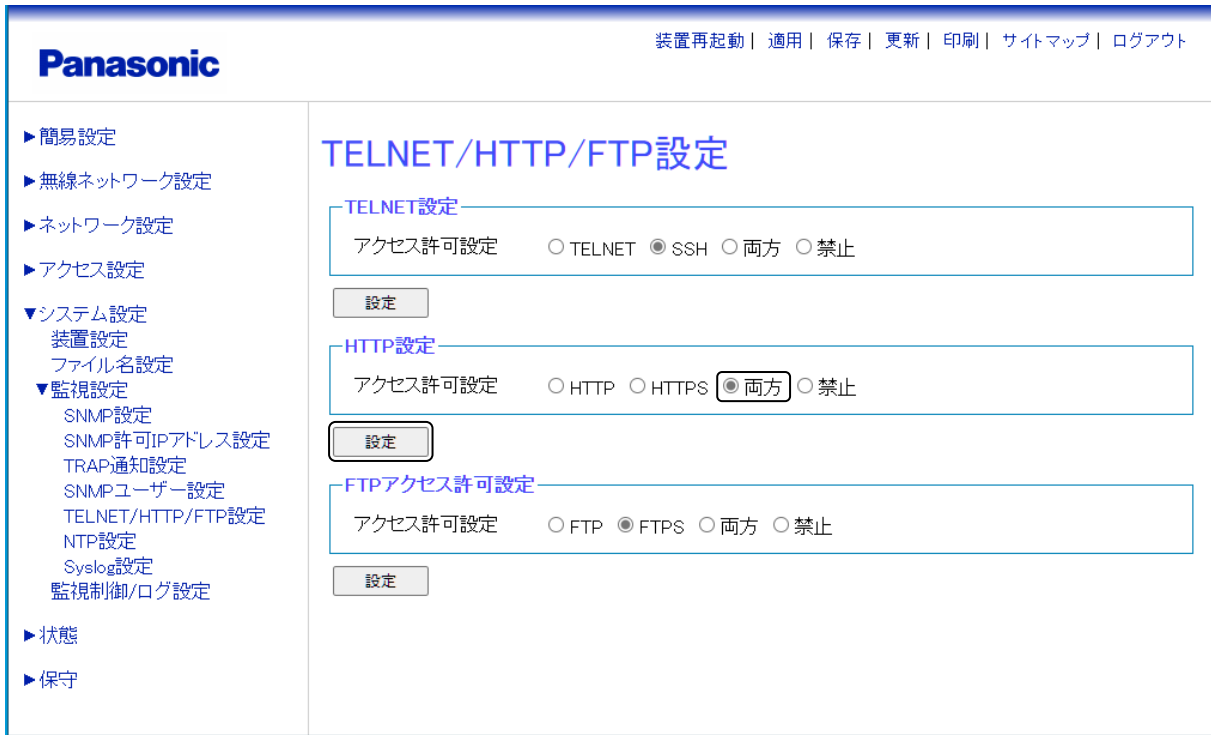 Panasonic
装置再起動| 適用| 保存| 更新| 印刷| サイトマップ| ログアウト
▶簡易設定
▶無線ネットワーク設定
▶ネットワーク設定
▶アクセス設定
▼システム設定
装置設定
ファイル名設定
▼監視設定
SNMP設定
SNMP許可IPアドレス設定
TRAP通知設定
SNMPユーザー設定
TELNET/HTTP/FTP設定
NTP設定
Syslog設定
監視制御/ログ設定
▶状態
▶保守
TELNET/HTTP/FTP設定
TELNET設定
アクセス許可設定 TELNET SSH 両方 禁止
設定
HTTP設定
アクセス許可設定 HTTP HTTPS 両方 禁止
設定
FTPアクセス許可設定
アクセス許可設定 FTP FTPS 両方 禁止
設定